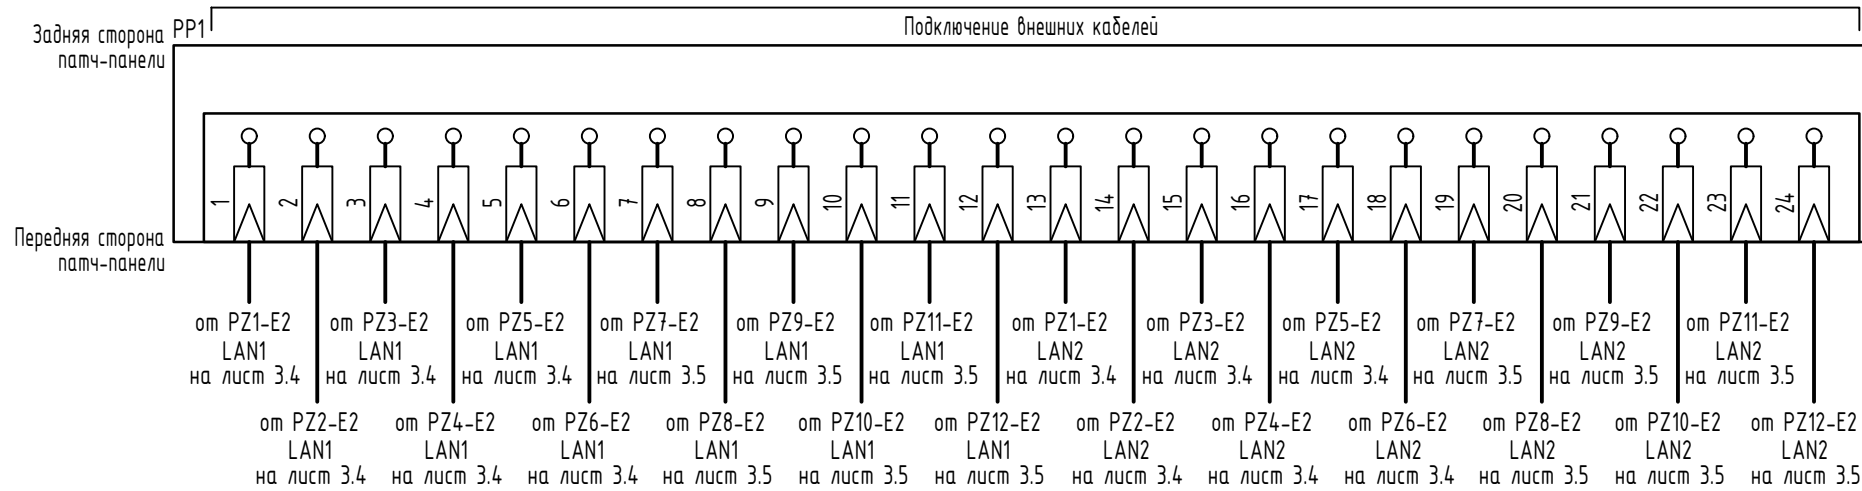 Подключение внешних кабелей
Задняя сторона
патч-панели
PP1
1
2
3
4
5
6
7
8
9
10
11
12
13
14
15
16
17
18
19
20
21
22
23
24
Передняя сторона
патч-панели
от PZ1-E2
LAN1
на лист 3.4
от PZ2-E2
LAN1
на лист 3.4
от PZ3-E2
LAN1
на лист 3.4
от PZ4-E2
LAN1
на лист 3.4
от PZ5-E2
LAN1
на лист 3.4
от PZ6-E2
LAN1
на лист 3.4
от PZ7-E2
LAN1
на лист 3.5
от PZ8-E2
LAN1
на лист 3.5
от PZ9-E2
LAN1
на лист 3.5
от PZ10-E2
LAN1
на лист 3.5
от PZ11-E2
LAN1
на лист 3.5
от PZ12-E2
LAN1
на лист 3.5
от PZ1-E2
LAN2
на лист 3.4
от PZ2-E2
LAN2
на лист 3.4
от PZ3-E2
LAN2
на лист 3.4
от PZ4-E2
LAN2
на лист 3.4
от PZ5-E2
LAN2
на лист 3.4
от PZ6-E2
LAN2
на лист 3.4
от PZ7-E2
LAN2
на лист 3.5
от PZ8-E2
LAN2
на лист 3.5
от PZ9-E2
LAN2
на лист 3.5
от PZ10-E2
LAN2
на лист 3.5
от PZ11-E2
LAN2
на лист 3.5
от PZ12-E2
LAN2
на лист 3.5